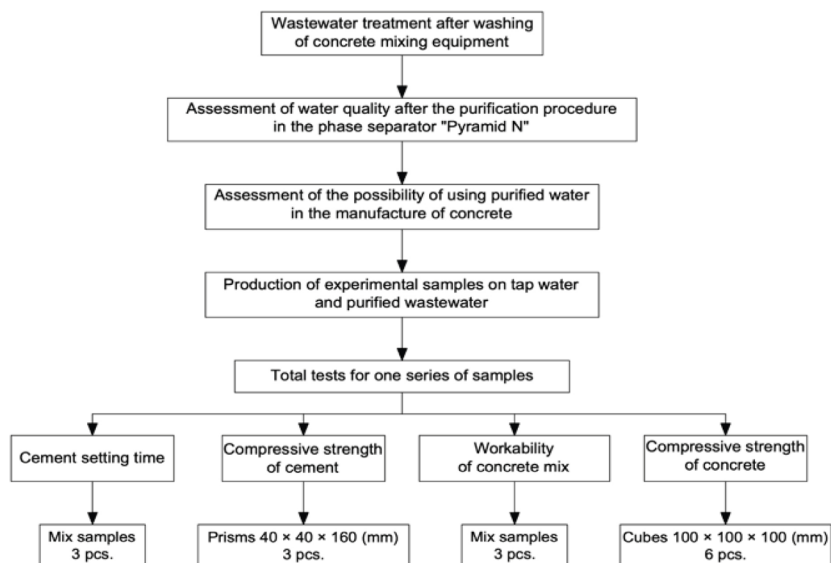 Wastewater treatment after washing
of concrete mixing equipment
Assessment of water quality after the purification procedure
in the phase separator "Pyramid N"
Assessment of the possibility of using purified water
in the manufacture of concrete
Production of experimental samples on tap water
and purified wastewater
Total tests for one series of samples
Cement setting time
Compressive strength
of cement
Workability
of concrete mix
Compressive strength
of concrete
Mix samples
3 pcs.
Prisms 40 × 40 × 160 (mm)
3 pcs.
Mix samples
3 pcs.
Cubes 100 × 100 × 100 (mm)
6 pcs.